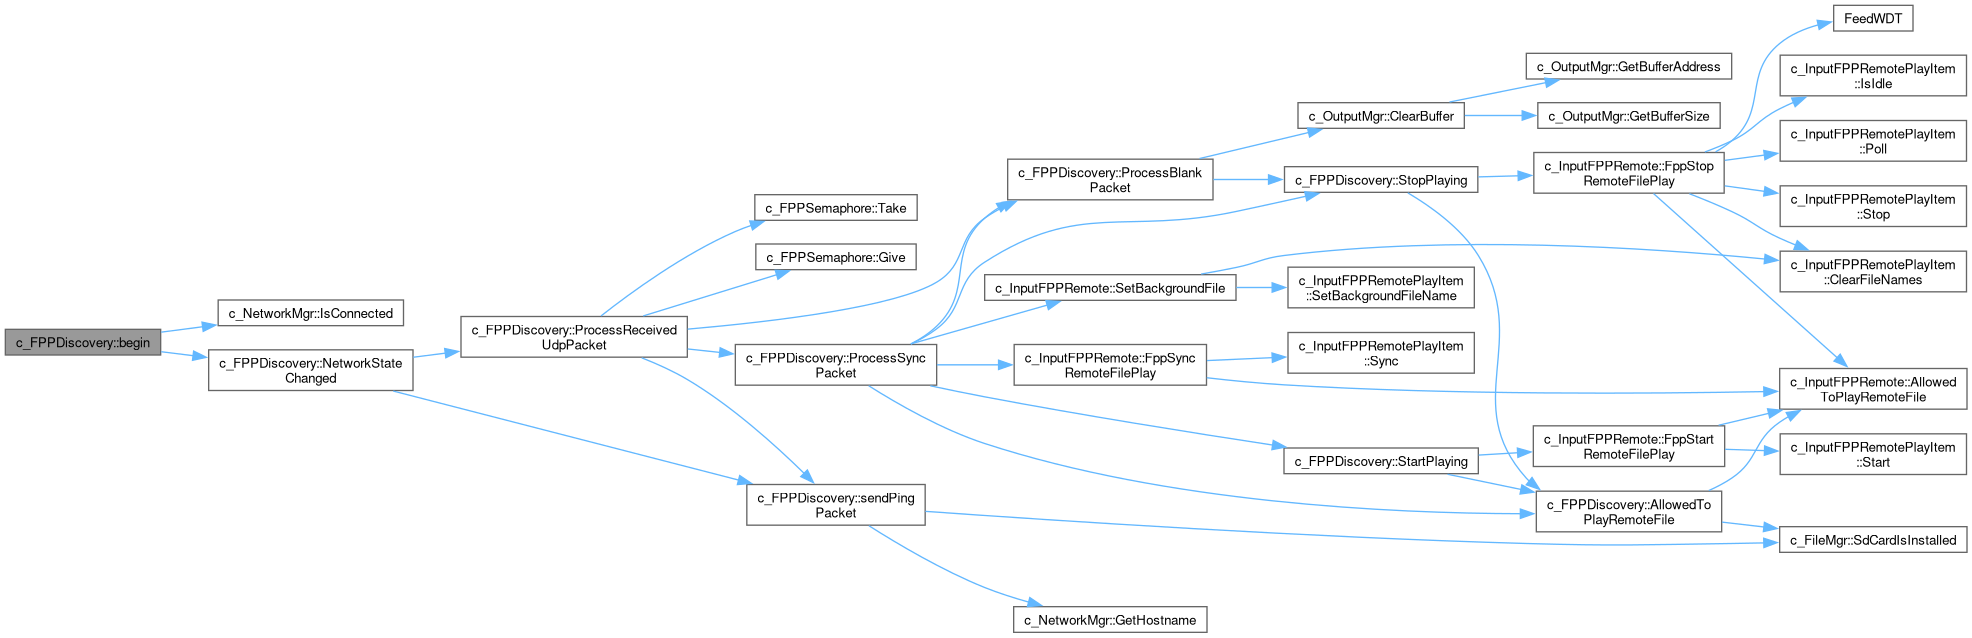 c_FPPDiscovery::begin
c_NetworkMgr::IsConnected
c_FPPDiscovery::NetworkState
Changed
c_FPPDiscovery::ProcessReceived
UdpPacket
c_FPPSemaphore::Take
c_FPPSemaphore::Give
c_FPPDiscovery::ProcessSync
Packet
c_FPPDiscovery::sendPing
Packet
c_FPPDiscovery::ProcessBlank
Packet
c_InputFPPRemote::SetBackgroundFile
c_InputFPPRemote::FppSync
RemoteFilePlay
c_NetworkMgr::GetHostname
c_OutputMgr::ClearBuffer
c_FPPDiscovery::StopPlaying
c_InputFPPRemotePlayItem
::SetBackgroundFileName
c_InputFPPRemotePlayItem
::Sync
c_FPPDiscovery::StartPlaying
c_OutputMgr::GetBufferAddress
c_OutputMgr::GetBufferSize
c_InputFPPRemote::FppStop
RemoteFilePlay
c_InputFPPRemote::FppStart
RemoteFilePlay
c_FPPDiscovery::AllowedTo
PlayRemoteFile
FeedWDT
c_InputFPPRemotePlayItem
::IsIdle
c_InputFPPRemotePlayItem
::Poll
c_InputFPPRemotePlayItem
::Stop
c_InputFPPRemotePlayItem
::ClearFileNames
c_InputFPPRemote::Allowed
ToPlayRemoteFile
c_InputFPPRemotePlayItem
::Start
c_FileMgr::SdCardIsInstalled